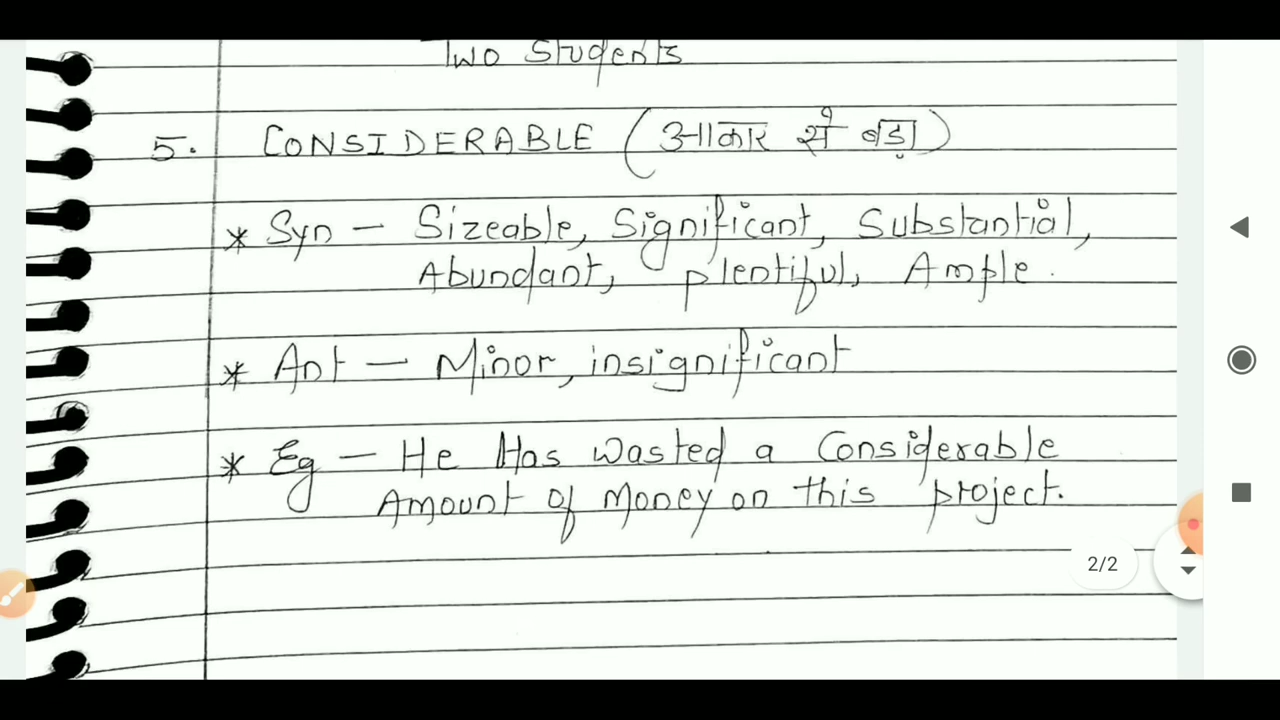 Two Students
5. CONSIDERABLE (आकार से बड़ा)
* Syn - Sizeable, Significant, Substantial,
Abundant, plentiful, Ample.
* Ant - Minor, insignificant
* Eg - He Has wasted a Considerable
Amount of Money on this project.
2/2